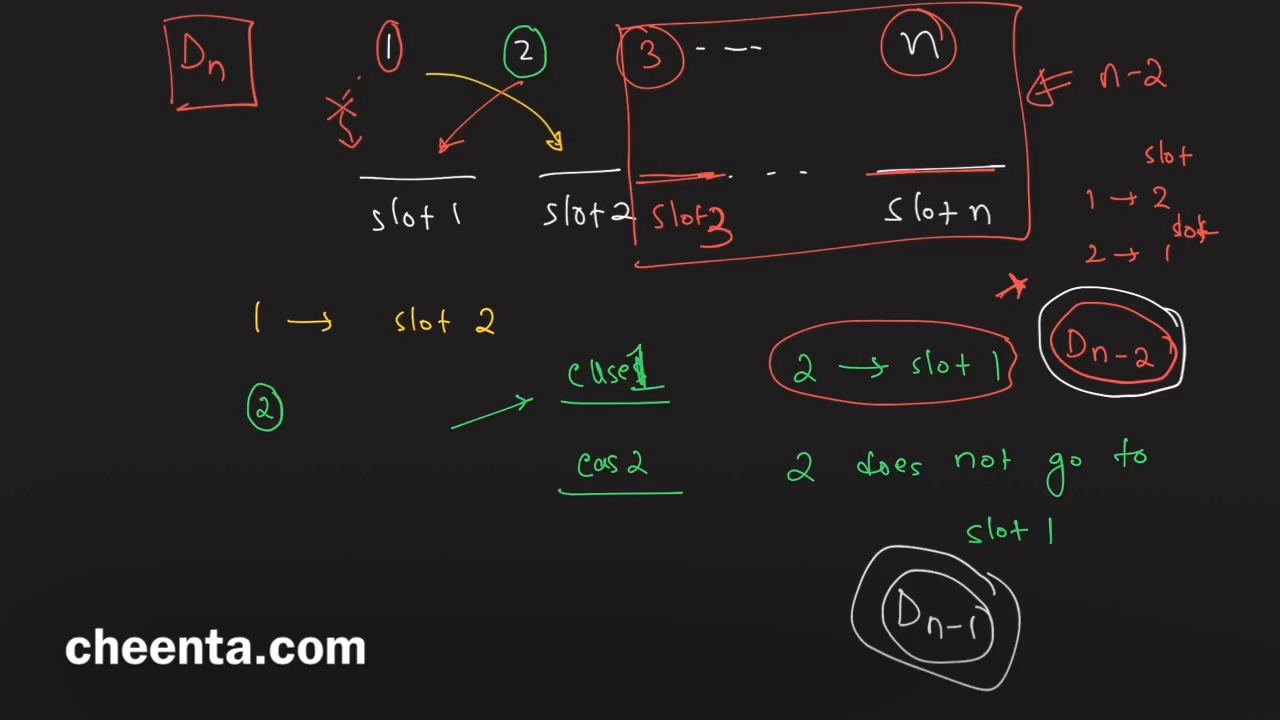 Dn 1 2 3 --- n
n-2
slot
1 → 2
slot 1 slot 2 slot 3 ... slot n
slot
2 → 1
1 → slot 2
case 1 2 → slot 1 Dn-2
2
cas 2 2 does not go to
slot 1
Dn-1
cheenta.com